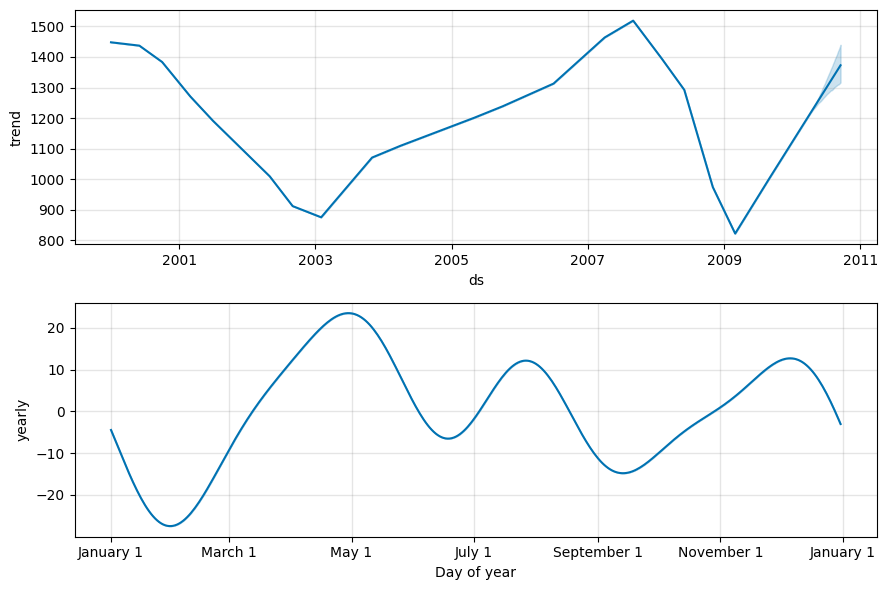 1500
1400
1300
1200
1100
1000
900
800
trend
2001 2003 2005 2007 2009 2011
ds
20
10
0
−10
−20
yearly
January 1 March 1 May 1 July 1 September 1 November 1 January 1
Day of year